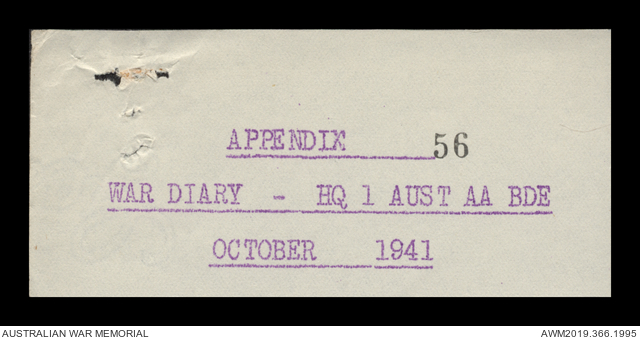 APPENDIX 56
WAR DIARY - HQ 1 AUST AA BDE
OCTOBER 1941
AUSTRALIAN WAR MEMORIAL AWM2019.366.1995